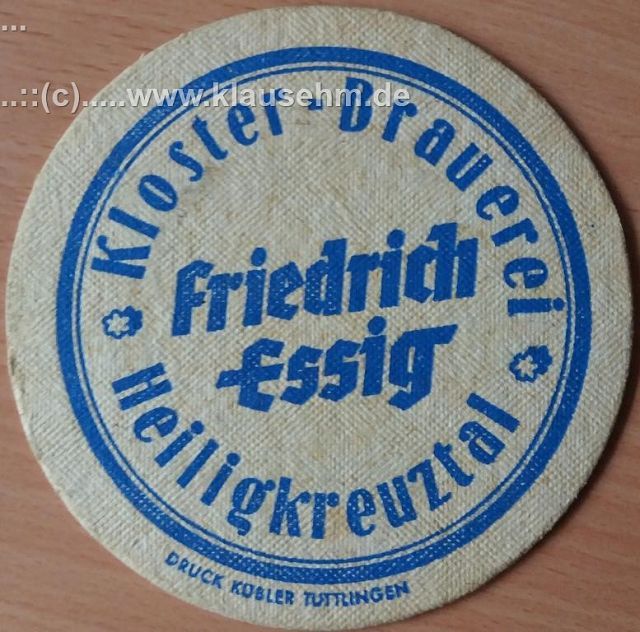 ...
..::(c).....www.klausehm.de
Kloster-Brauerei
Friedrich
Essig
Heiligkreuztal
DRUCK KÜBLER TUTTLINGEN